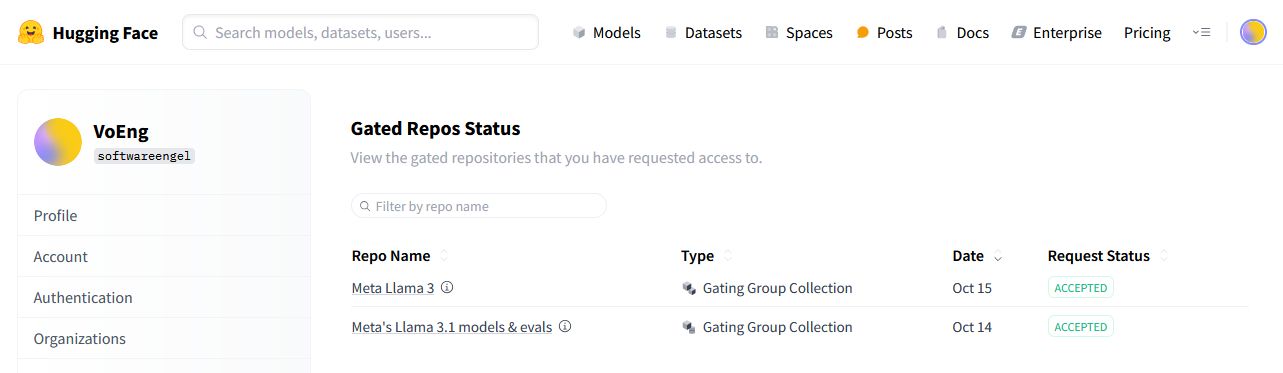 Hugging Face
Search models, datasets, users...
Models Datasets Spaces Posts Docs Enterprise Pricing
VoEng
softwareengel
Profile
Account
Authentication
Organizations
Gated Repos Status
View the gated repositories that you have requested access to.
Filter by repo name
Repo Name Type Date Request Status
Meta Llama 3 Gating Group Collection Oct 15 ACCEPTED
Meta's Llama 3.1 models & evals Gating Group Collection Oct 14 ACCEPTED